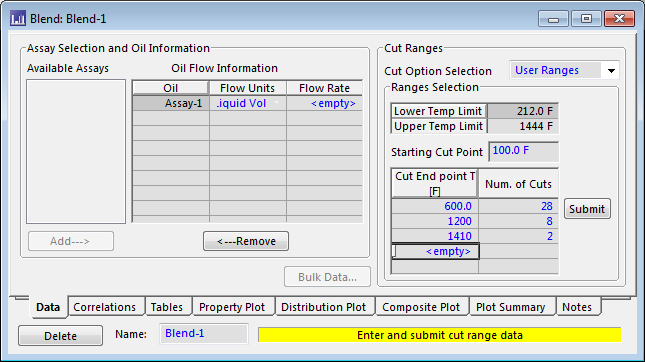 Blend: Blend-1
Assay Selection and Oil Information
Available Assays
Oil Flow Information
Oil Flow Units Flow Rate
Assay-1 .iquid Vol <empty>
Add--->
<---Remove
Bulk Data...
Cut Ranges
Cut Option Selection User Ranges
Ranges Selection
Lower Temp Limit 212.0 F
Upper Temp Limit 1444 F
Starting Cut Point 100.0 F
Cut End point T
[F]
Num. of Cuts
600.0 28
1200 8
1410 2
<empty>
Submit
Data Correlations Tables Property Plot Distribution Plot Composite Plot Plot Summary Notes
Delete Name: Blend-1 Enter and submit cut range data